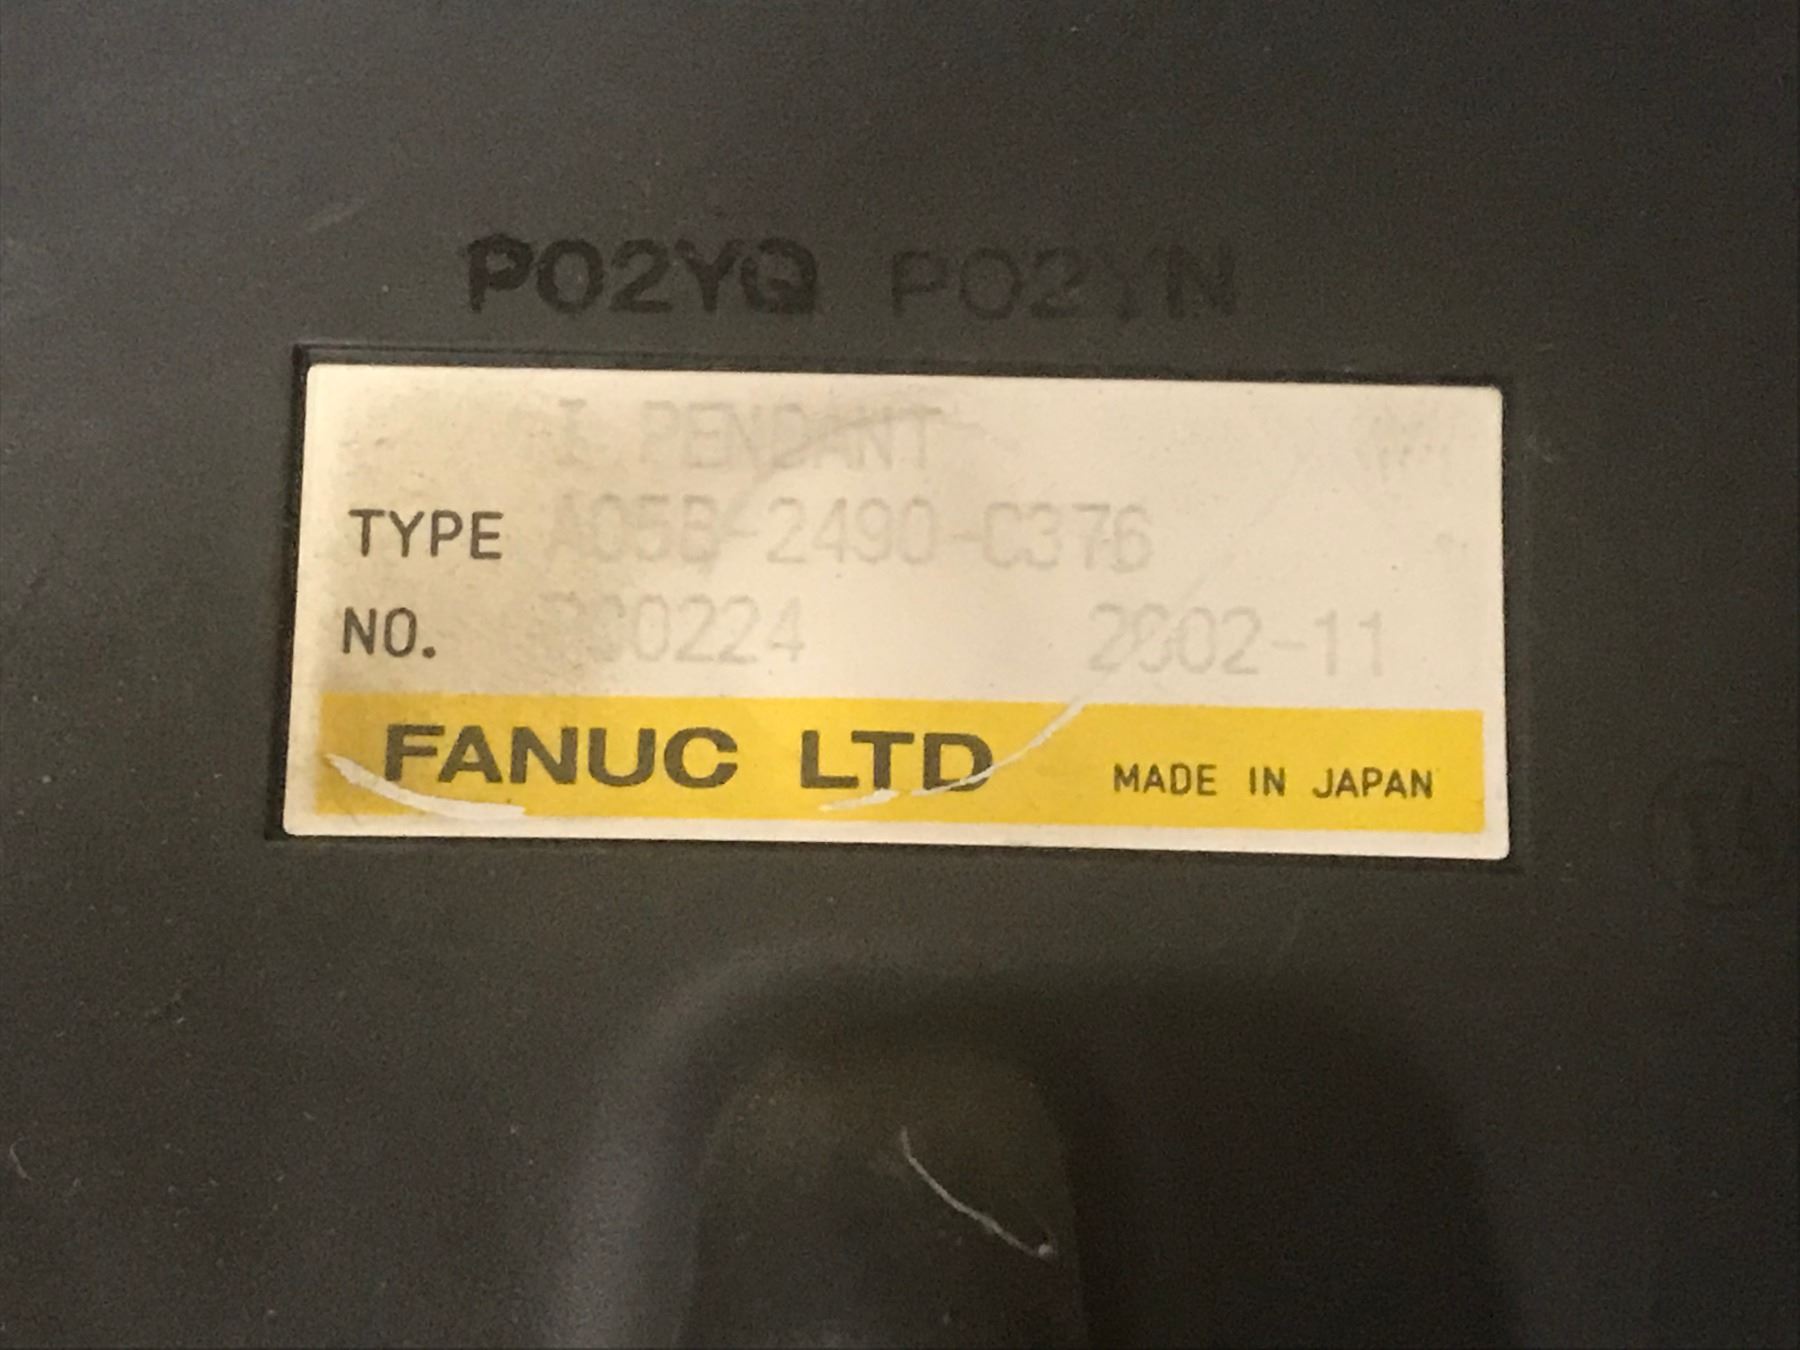 P02YQ P02YN
I PENDANT
TYPE A05B-2490-C376
NO. 2002-11
FANUC LTD MADE IN JAPAN